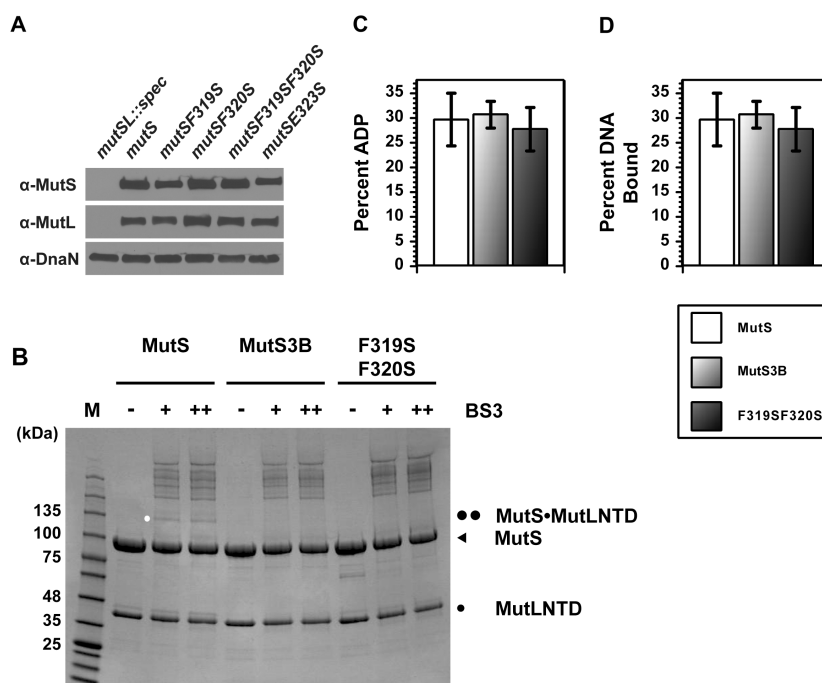 A
mutSL::spec
mutS
mutSF319S
mutSF320S
mutSF319SF320S
mutSE323S
α-MutS
α-MutL
α-DnaN
C
Percent ADP
35
30
25
20
15
10
5
0
D
Percent DNA
Bound
35
30
25
20
15
10
5
0
MutS
MutS3B
F319SF320S
B
MutS
MutS3B
F319S
F320S
M - + ++ - + ++ - + ++ BS3
(kDa)
135
100
75
48
35
25
●● MutS•MutLNTD
◄ MutS
• MutLNTD